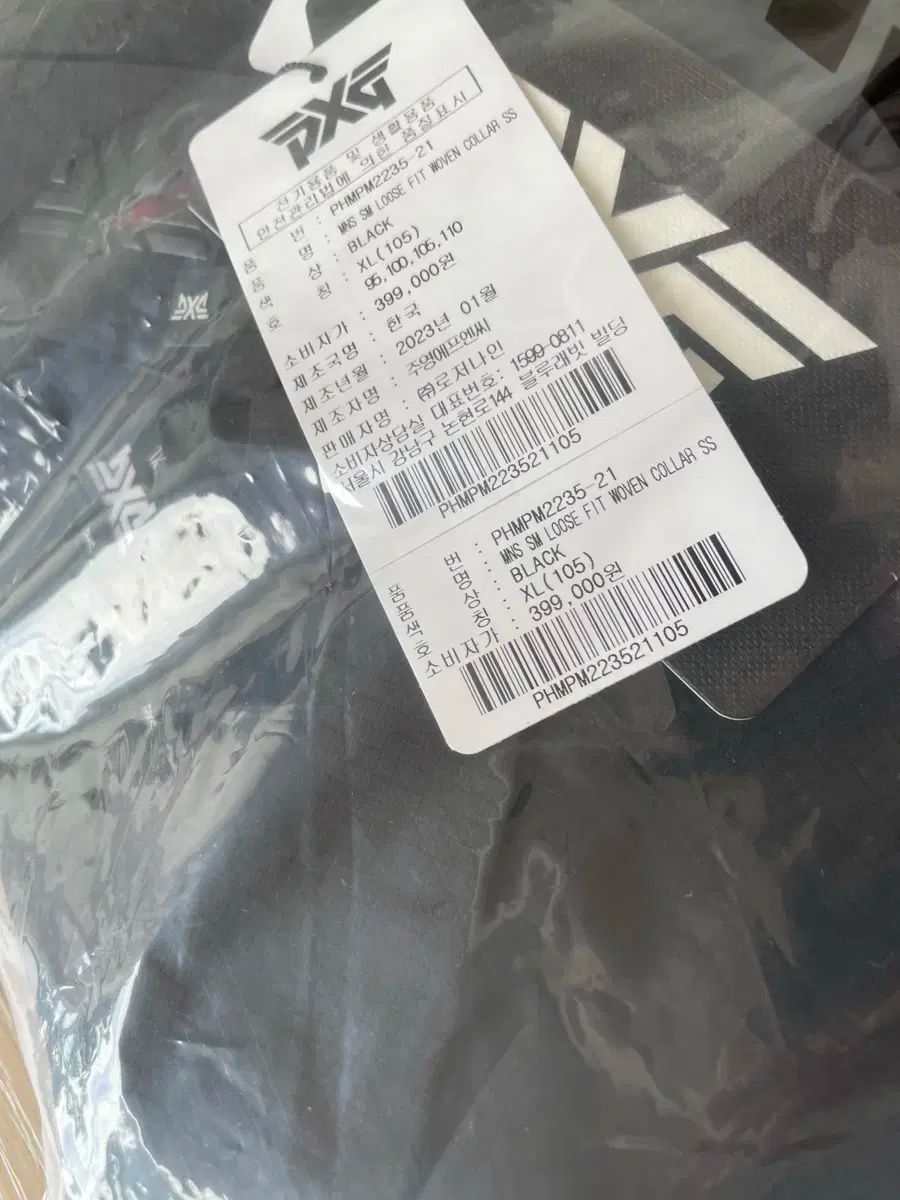 PXG
전기용품 및 생활용품
안전관리법에 의한 품질표시
품 번 : PHMPM2235-21
품 명 : MNS SM LOOSE FIT WOVEN COLLAR SS
색 상 : BLACK
호 칭 : XL(105)
95,100,105,110
소비자가 : 399,000원
제조국명 : 한국
제조년월 : 2023년 01월
제조자명 : 주영에프엔씨
판매자명 : ㈜로저나인
소비자상담실 대표번호: 1599-0811
서울시 강남구 논현로144 블루래빗 빌딩
PHMPM223521105
품 번 : PHMPM2235-21
품 명 : MNS SM LOOSE FIT WOVEN COLLAR SS
색 상 : BLACK
호 칭 : XL(105)
소비자가 : 399,000원
PHMPM223521105
PXG
PXG